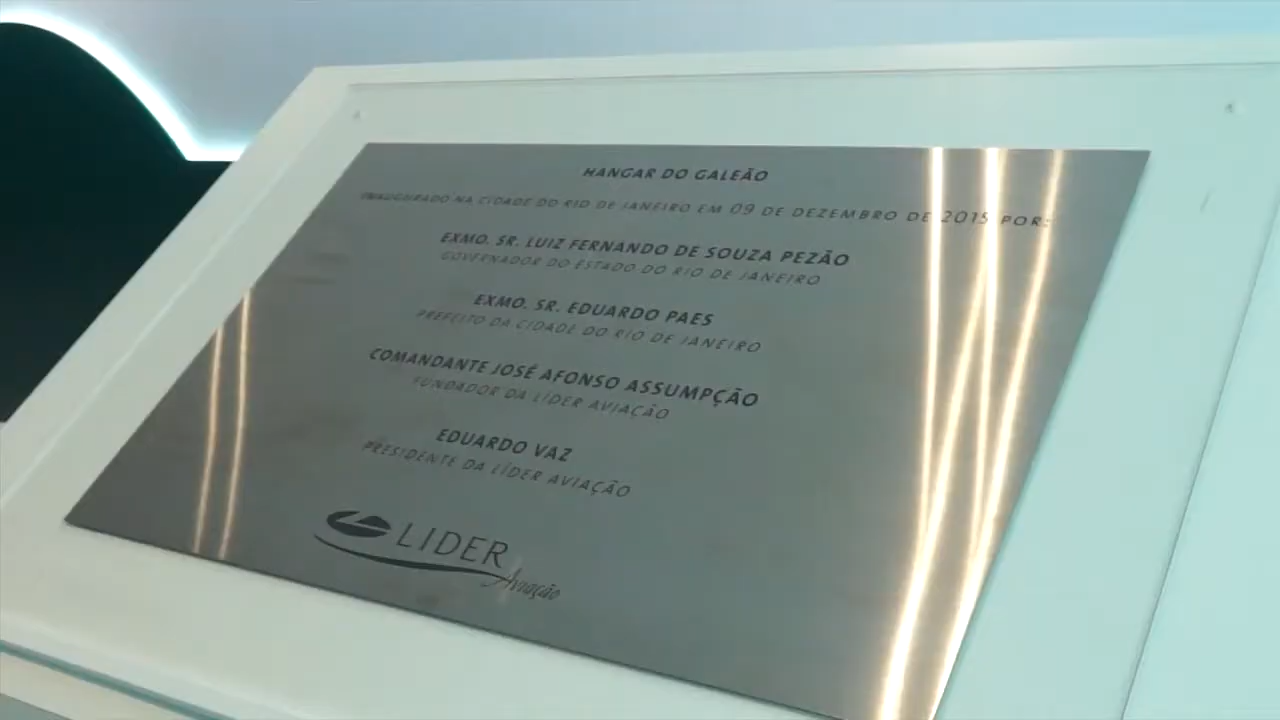 HANGAR DO GALEÃO
INAUGURADO NA CIDADE DO RIO DE JANEIRO EM 09 DE DEZEMBRO DE 2015 POR:
EXMO. SR. LUIZ FERNANDO DE SOUZA PEZÃO
GOVERNADOR DO ESTADO DO RIO DE JANEIRO
EXMO. SR. EDUARDO PAES
PREFEITO DA CIDADE DO RIO DE JANEIRO
COMANDANTE JOSÉ AFONSO ASSUMPÇÃO
FUNDADOR DA LÍDER AVIAÇÃO
EDUARDO VAZ
PRESIDENTE DA LÍDER AVIAÇÃO
LIDER
Aviação